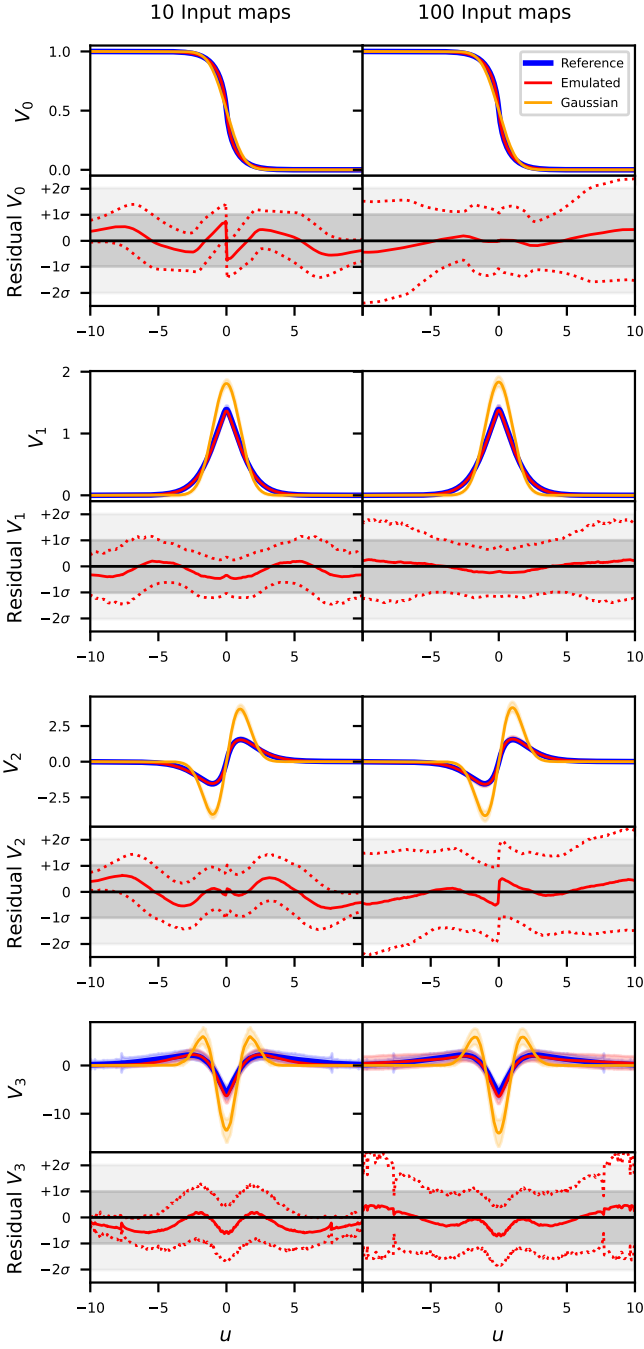 10 Input maps
100 Input maps
1.0
0.5
0.0
V₀
Reference
Emulated
Gaussian
+2σ
+1σ
0
−1σ
−2σ
Residual V₀
−10 −5 0 5
−5 0 5 10
2
1
0
V₁
+2σ
+1σ
0
−1σ
−2σ
Residual V₁
−10 −5 0 5
−5 0 5 10
2.5
0.0
−2.5
V₂
+2σ
+1σ
0
−1σ
−2σ
Residual V₂
−10 −5 0 5
−5 0 5 10
0
−10
V₃
+2σ
+1σ
0
−1σ
−2σ
Residual V₃
−10 −5 0 5
−5 0 5 10
u
u